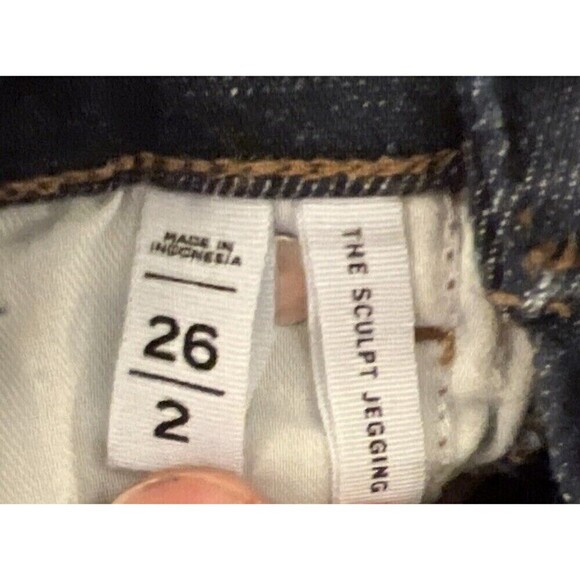 MADE IN
INDONESIA
26
2
THE SCULPT JEGGING